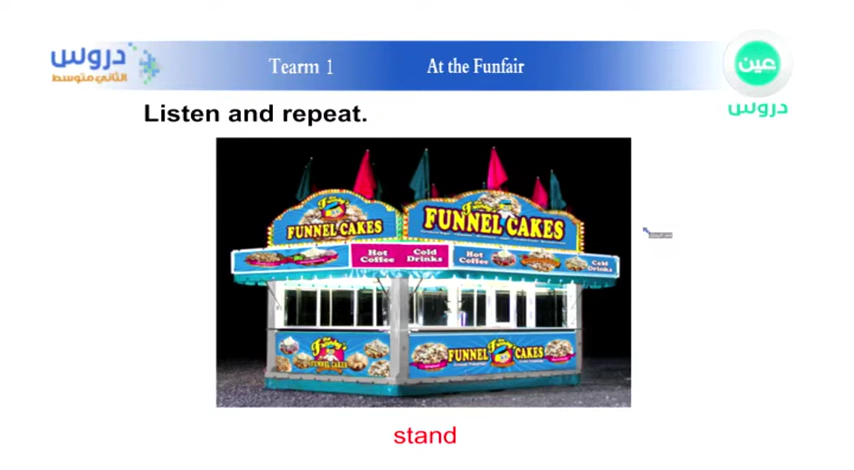 دروس
الثاني متوسط
Tearm 1
At the Funfair
عين
دروس
Listen and repeat.
FUNNEL CAKES
FUNNEL CAKES
Hot Coffee
Cold Drinks
Hot Coffee
Cold Drinks
FUNNEL CAKES
FUNNEL CAKES
stand